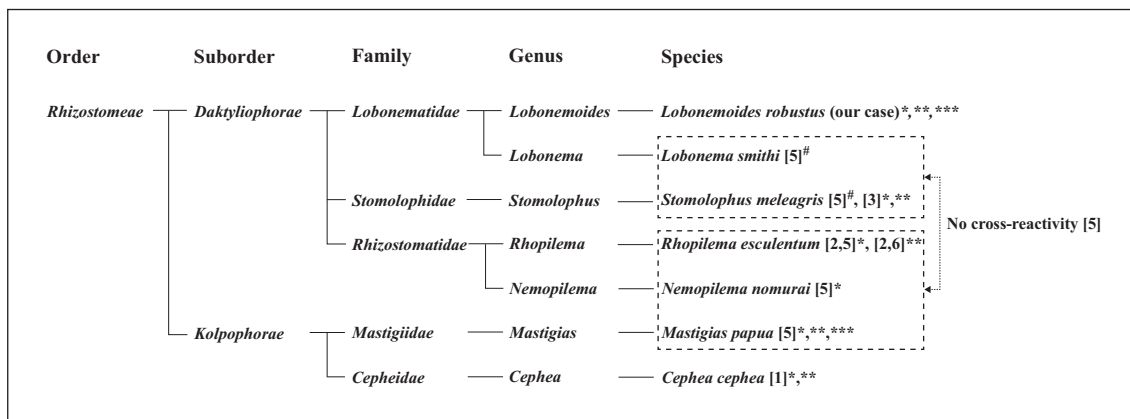 Order Suborder Family Genus Species
Rhizostomeae Daktyliophorae Lobonematidae Lobonemoides Lobonemoides robustus (our case)*,**,***
Lobonema Lobonema smithi [5]#
Stomolophidae Stomolophus Stomolophus meleagris [5]#, [3]*,**
No cross-reactivity [5]
Rhizostomatidae Rhopilema Rhopilema esculentum [2,5]*, [2,6]**
Nemopilema Nemopilema nomurai [5]*
Kolpophorae Mastigiidae Mastigias Mastigias papua [5]*,**,***
Cepheidae Cephea Cephea cephea [1]*,**